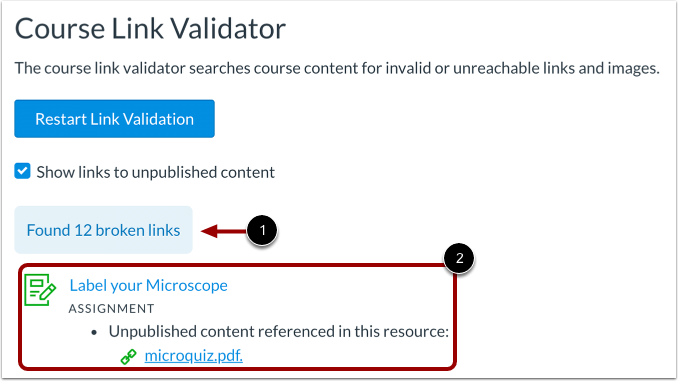 Course Link Validator
The course link validator searches course content for invalid or unreachable links and images.
Restart Link Validation
Show links to unpublished content
Found 12 broken links
1
2
Label your Microscope
ASSIGNMENT
• Unpublished content referenced in this resource:
microquiz.pdf.